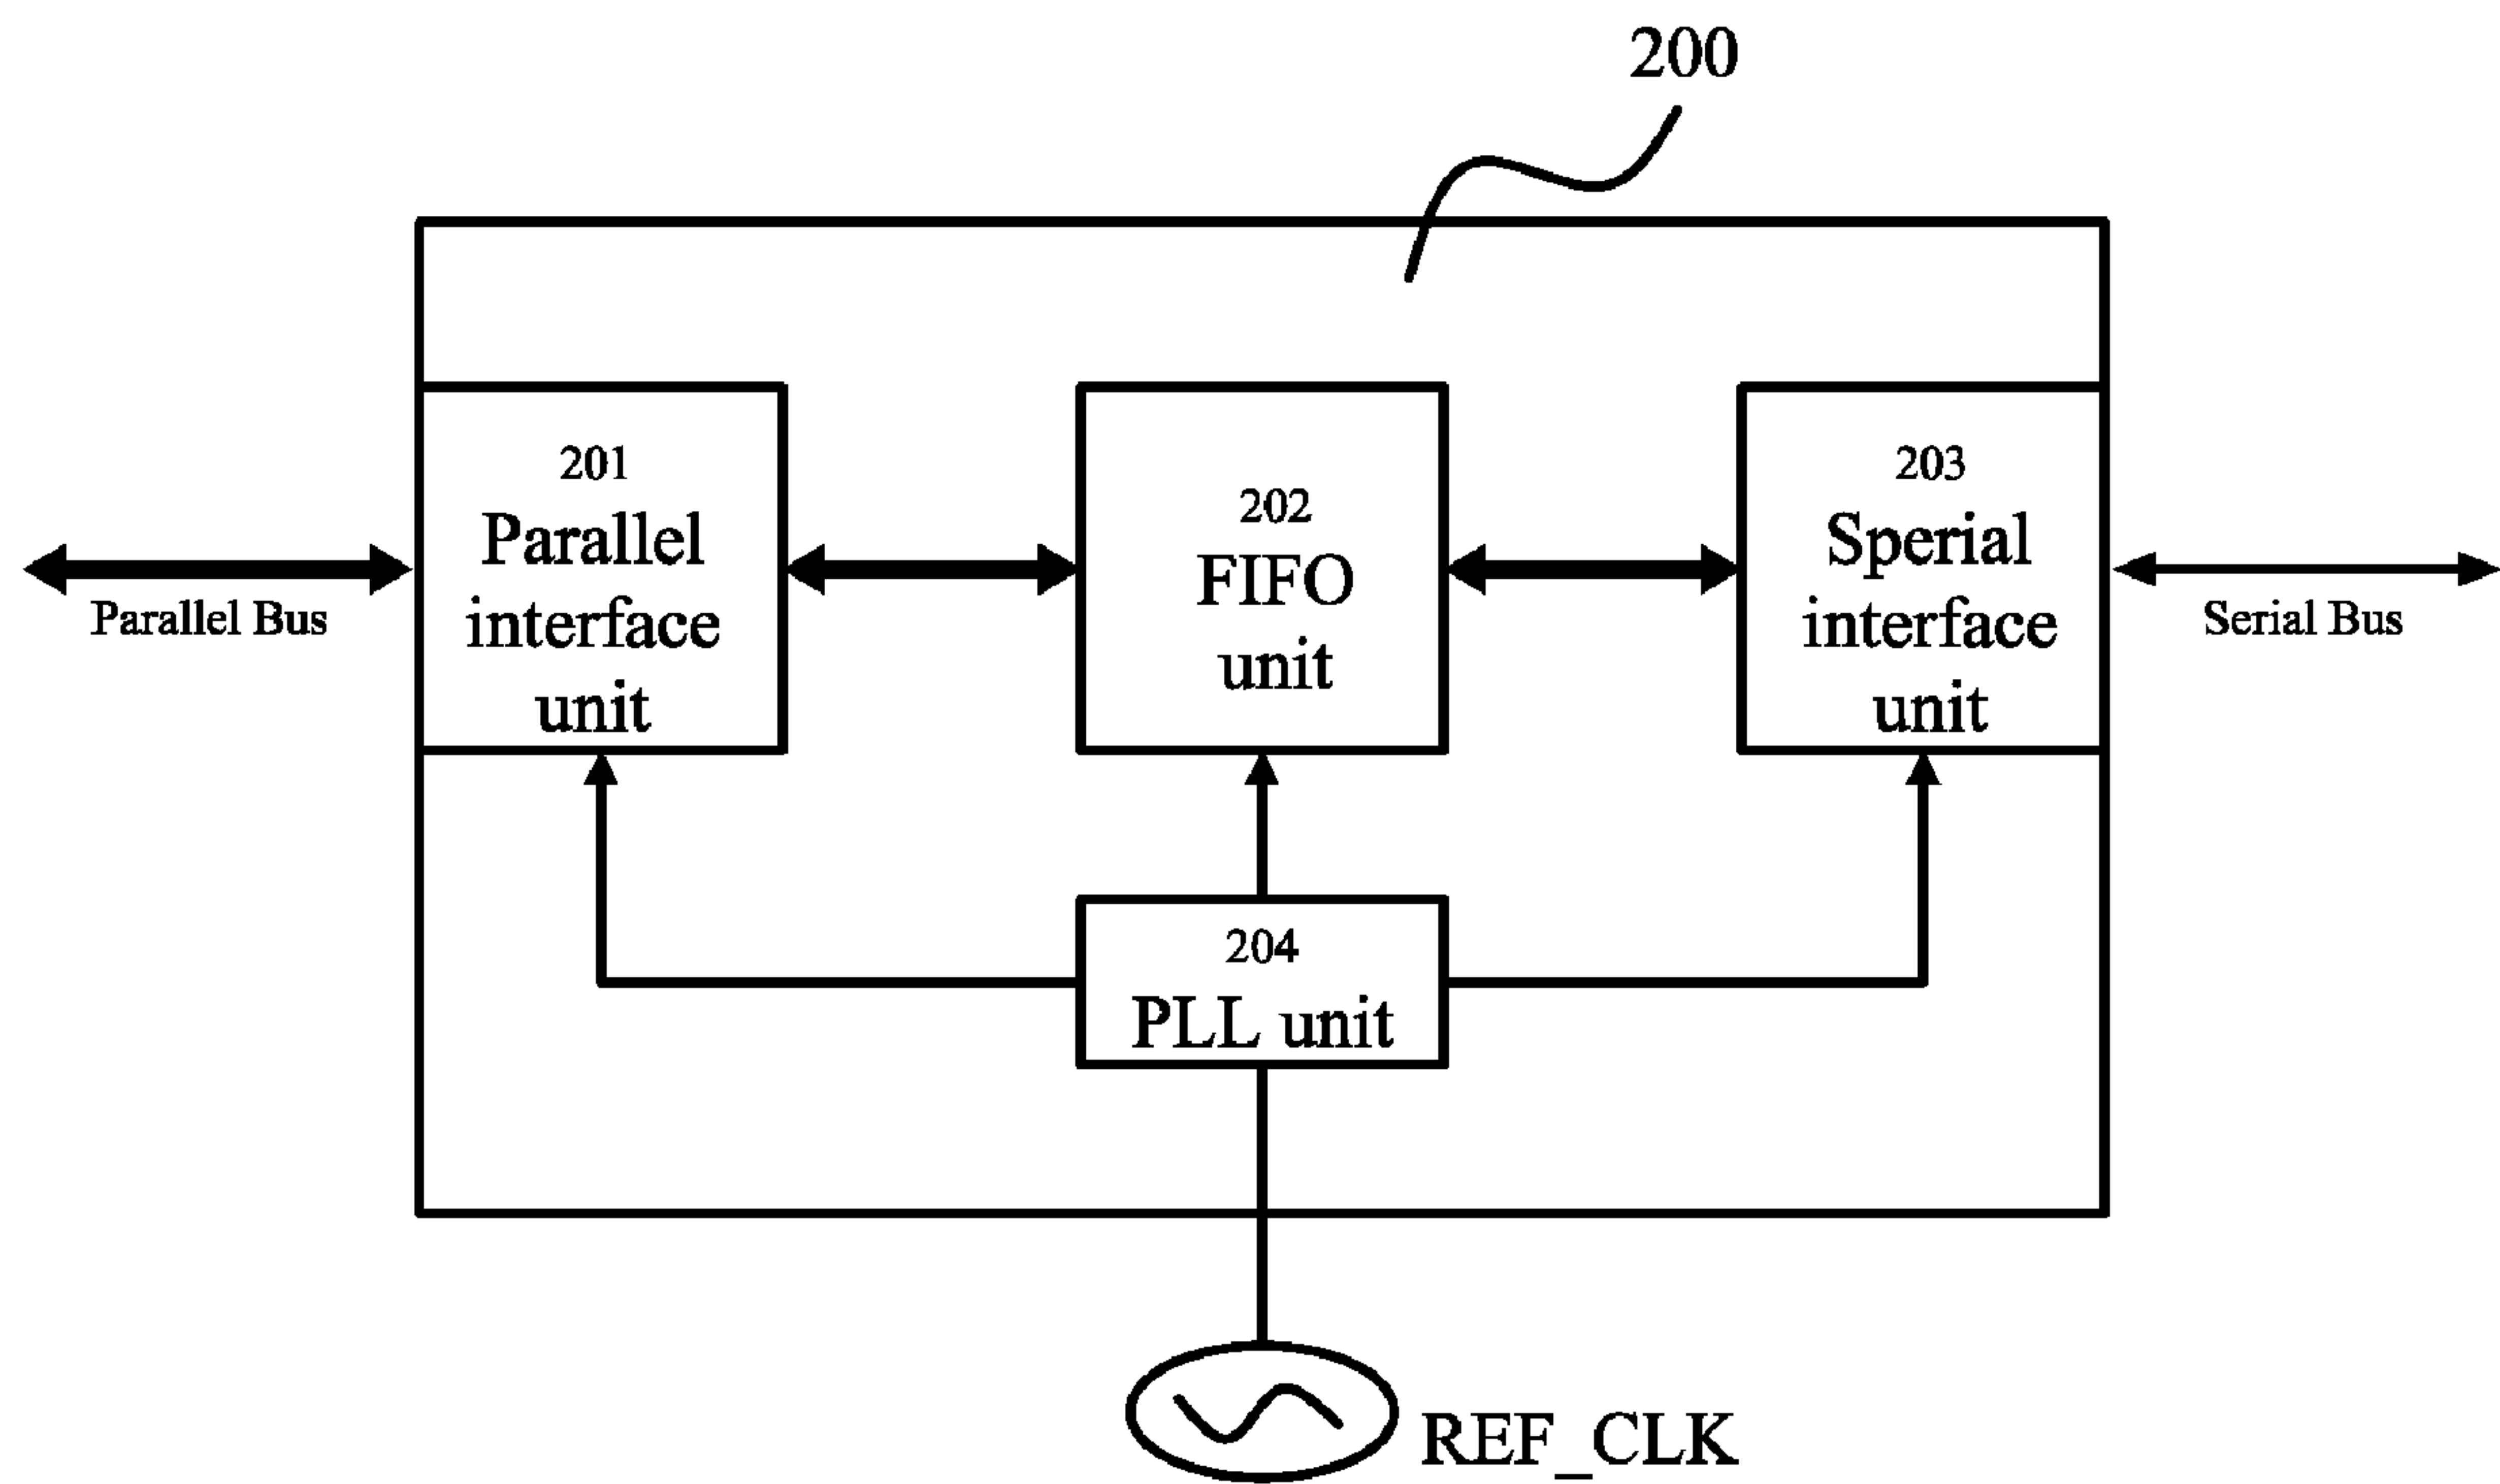 200
201
Parallel
interface
unit
202
FIFO
unit
203
Sperial
interface
unit
Parallel Bus
Serial Bus
204
PLL unit
REF_CLK